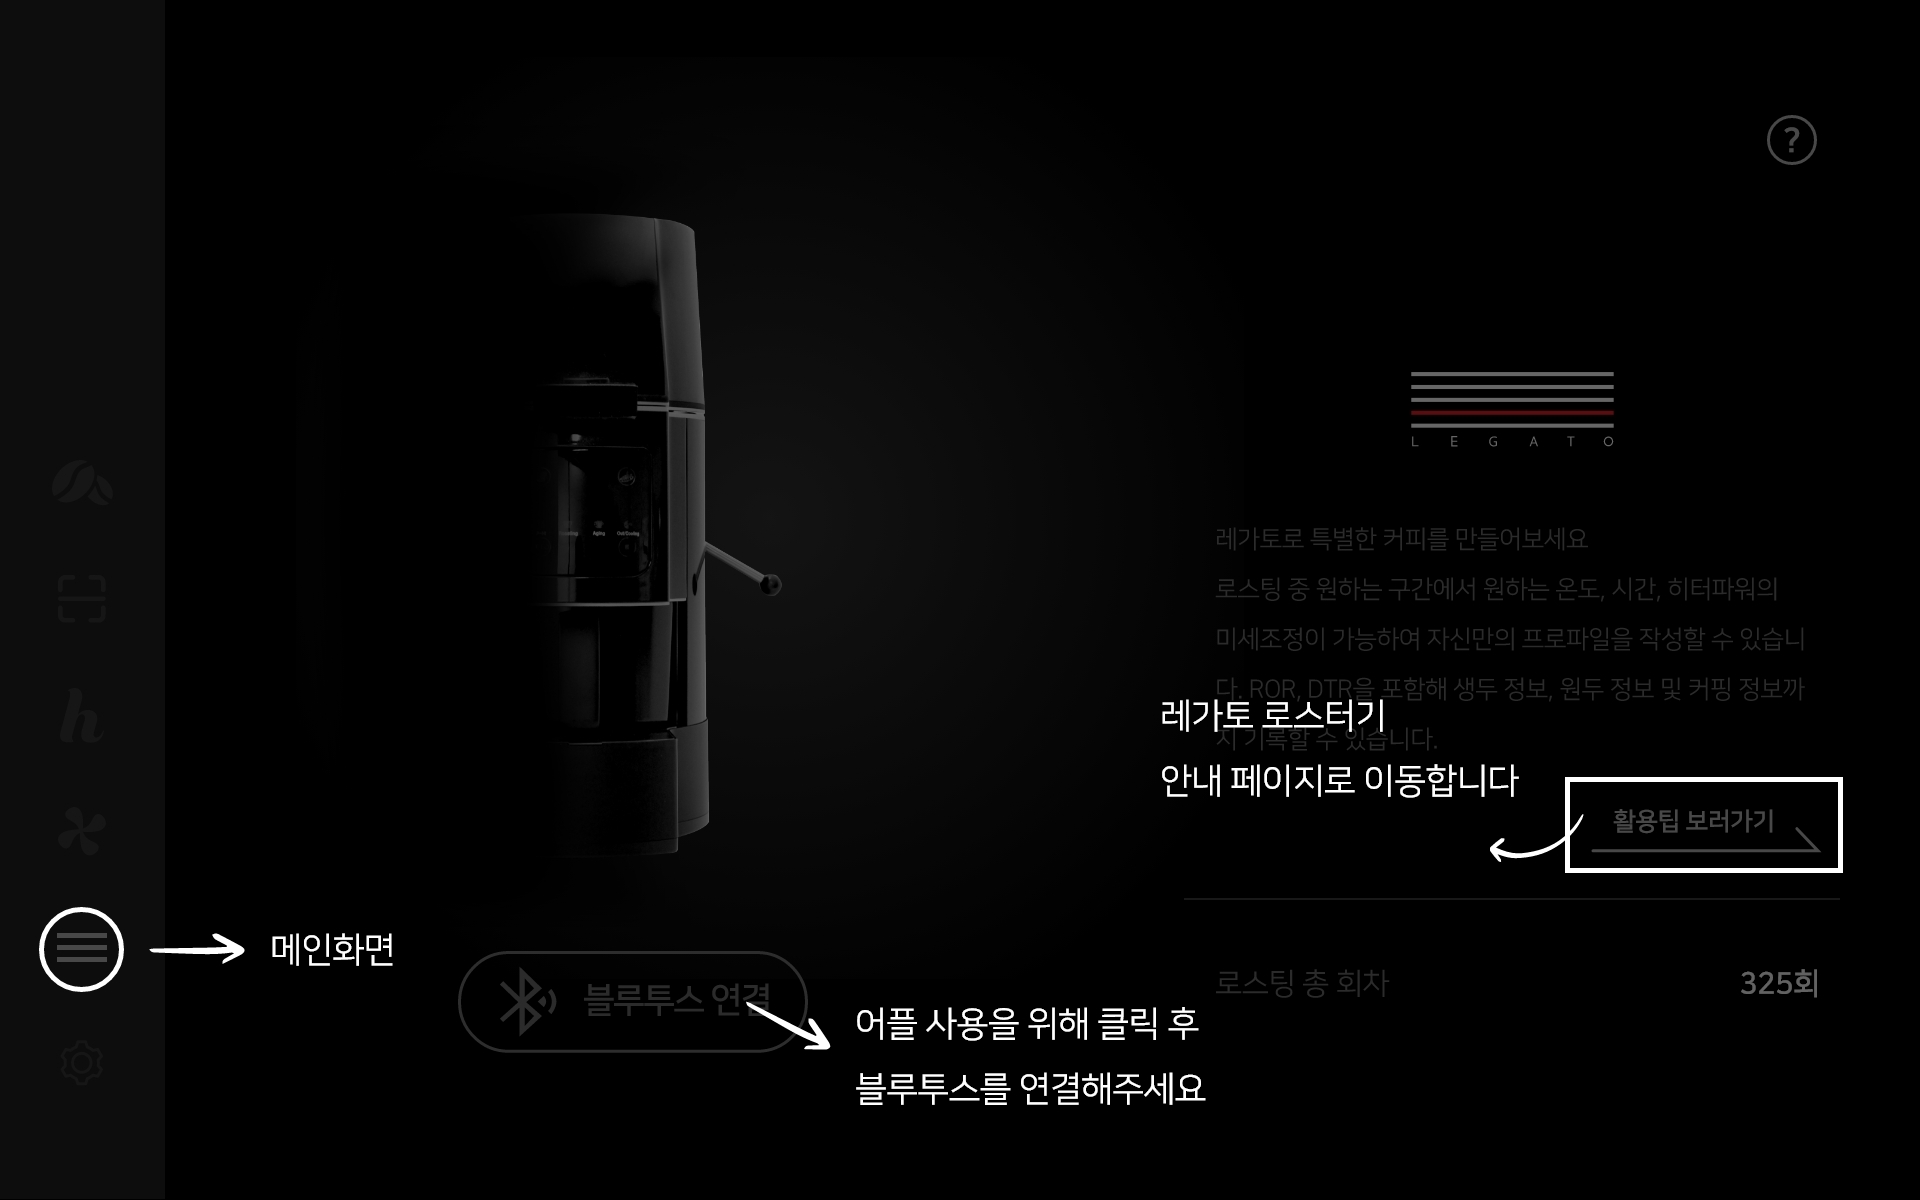 ?
LEGATO
레가토로 특별한 커피를 만들어보세요
로스팅 중 원하는 구간에서 원하는 온도, 시간, 히터파워의
미세조정이 가능하여 자신만의 프로파일을 작성할 수 있습니
다. ROR, DTR을 포함해 생두 정보, 원두 정보 및 커핑 정보까
지 기록할 수 있습니다.
레가토 로스터기
안내 페이지로 이동합니다
활용팁 보러가기
h
Aging
메인화면
블루투스 연결
로스팅 총 회차 325회
어플 사용을 위해 클릭 후
블루투스를 연결해주세요